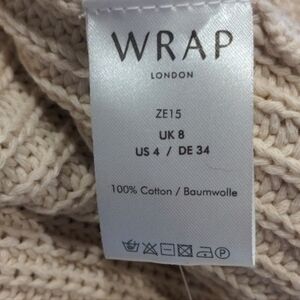 WRAP
LONDON
ZE15
UK 8
US 4 / DE 34
100% Cotton / Baumwolle